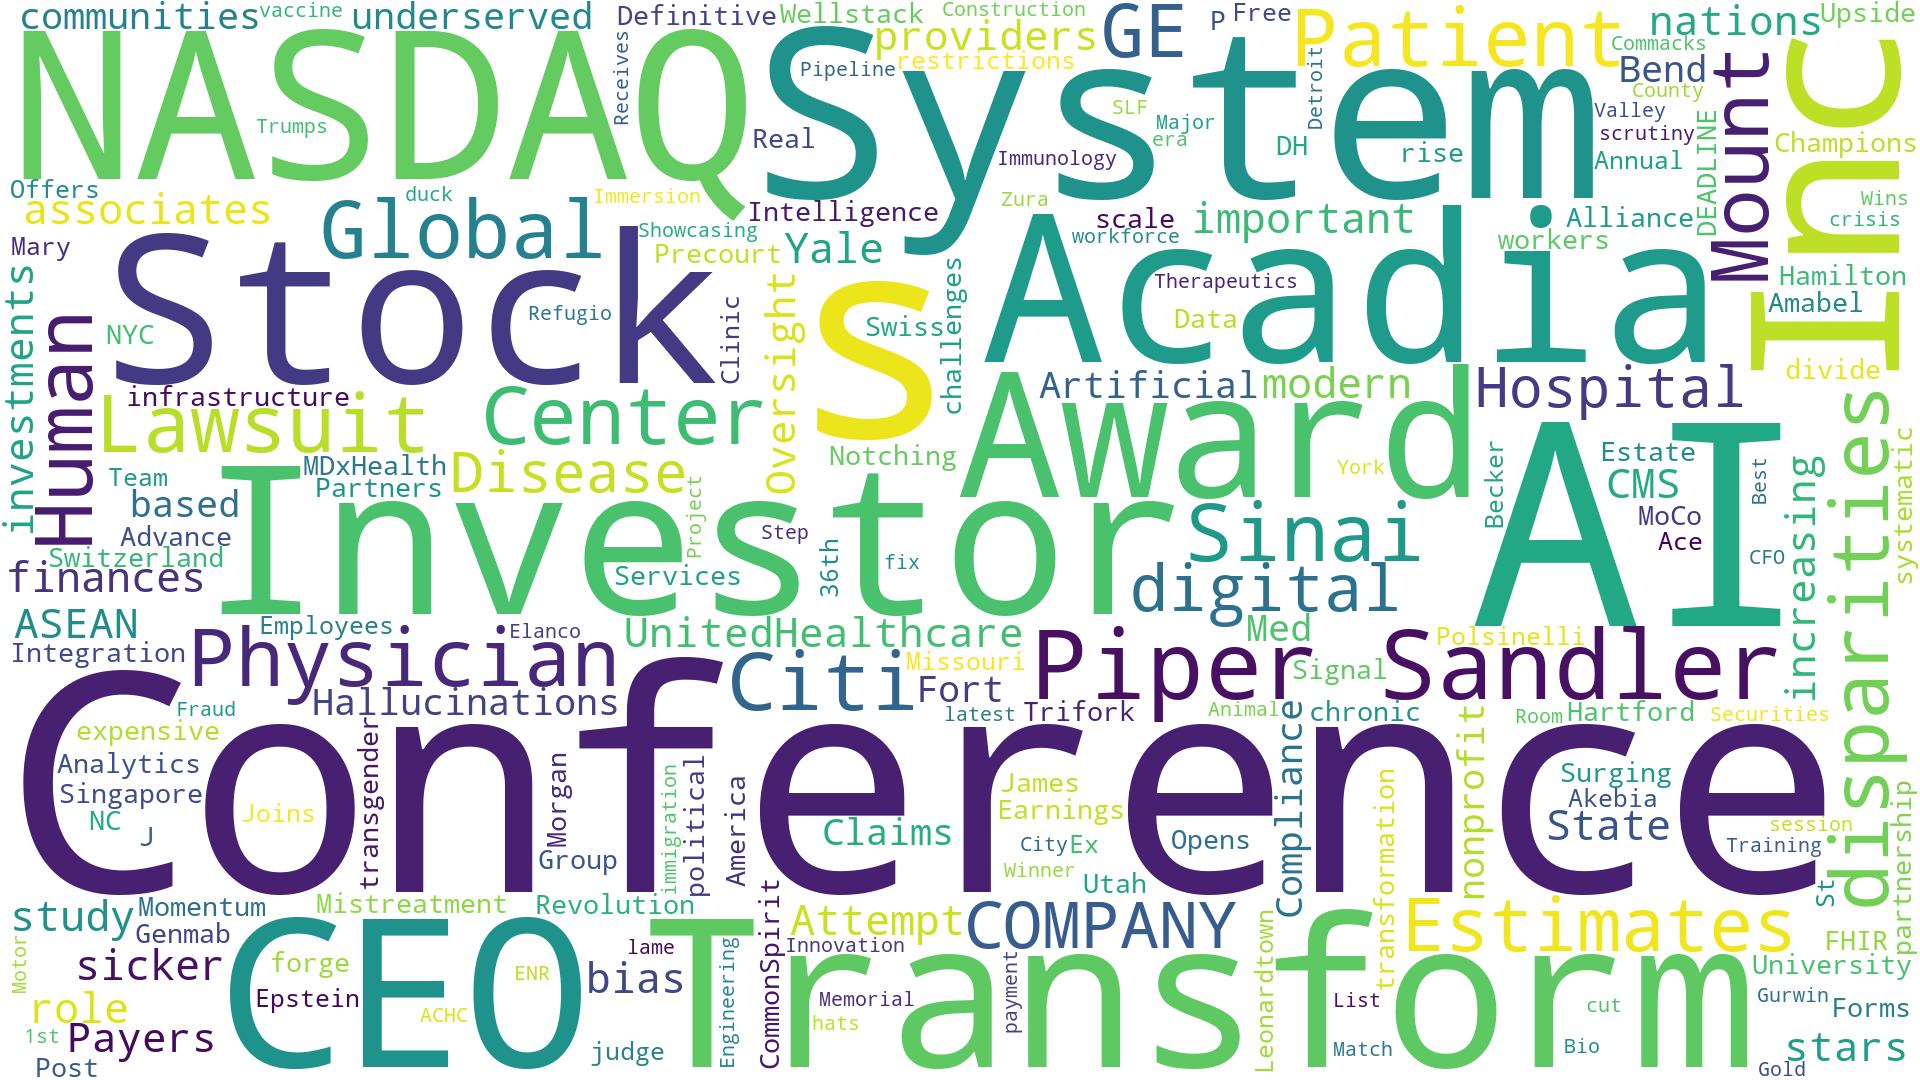 communities
vaccine
underserved
Definitive
Wellstack
Construction
GE
P
Free
Patient
nations
Upside
NASDAQ
System
providers
restrictions
Commacks
Bend
County
Mount
Inc
Receives
Pipeline
Detroit
Trumps
Real
SLF
Major
era
Immunology
DH
rise
Valley
scrutiny
Annual
DEADLINE
Champions
Offers
associates
duck
Immersion
Intelligence
Zura
scale
important
Alliance
Wins
crisis
Mary
Global
Showcasing
Precourt
Yale
workforce
workers
Stock
s
Acadia
investments
Human
NYC
Refugio
Clinic
Oversight
Swiss
challenges
Therapeutics
Data
Hamilton
Amabel
divide
infrastructure
Lawsuit
Center
Award
Artificial
modern
Hospital
disparities
Team
MDxHealth
Partners
Disease
Notching
York
Becker
AI
Estate
CMS
Best
increasing
systematic
based
Advance
Switzerland
finances
Investor
Project
Step
Services
36th
fix
Sinai
digital
MoCo
Ace
CFO
ASEAN
Integration
Employees
Elanco
UnitedHealthcare
Med
Polsinelli
Physician
Hallucinations
Citi
Missouri
Fort
Piper
Sandler
Signal
Fraud
latest
Trifork
Animal
chronic
Room
Hartford
Securities
expensive
Conference
Analytics
Singapore
NC
J
Joins
transgender
Morgan
Group
immigration
political
America
Claims
James
Earnings
City
Ex
Winner
Opens
Compliance
transformation
nonprofit
Surging
Akebia
State
session
Training
partnership
Utah
St
study
Momentum
Genmab
Mistreatment
Revolution
CommonSpirit
Attempt
COMPANY
Estimates
FHIR
Motor
sicker
CEO
forge
Epstein
ENR
lame
Innovation
bias
Transform
University
role
ACHC
Engineering
Memorial
hats
payment
Leonardtown
List
cut
Gurwin
Forms
1st
Payers
Post
judge
Match
Bio
stars
Gold